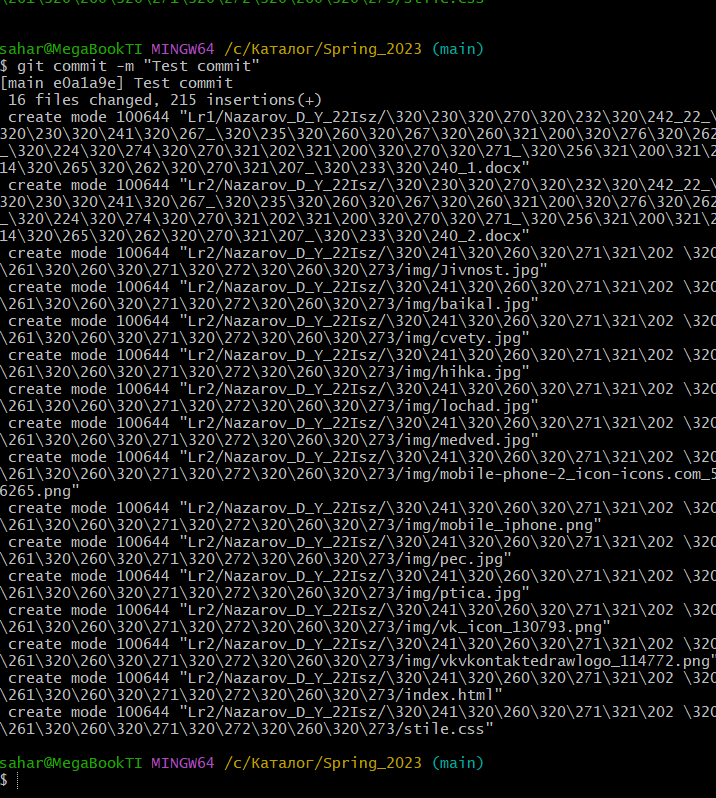 \261\320\260\320\271\320\272\320\260\320\273/stile.css"
sahar@MegaBookTI MINGW64 /c/Каталог/Spring_2023 (main)
$ git commit -m "Test commit"
[main e0a1a9e] Test commit
 16 files changed, 215 insertions(+)
 create mode 100644 "Lr1/Nazarov_D_Y_22Isz/\320\230\320\270\320\232\320\242_22_\
320\230\320\241\320\267_\320\235\320\260\320\267\320\260\321\200\320\276\320\262
_\320\224\320\274\320\270\321\202\321\200\320\270\320\271_\320\256\321\200\321\2
14\320\265\320\262\320\270\321\207_\320\233\320\240_1.docx"
 create mode 100644 "Lr2/Nazarov_D_Y_22Isz/\320\230\320\270\320\232\320\242_22_\
320\230\320\241\320\267_\320\235\320\260\320\267\320\260\321\200\320\276\320\262
_\320\224\320\274\320\270\321\202\321\200\320\270\320\271_\320\256\321\200\321\2
14\320\265\320\262\320\270\321\207_\320\233\320\240_2.docx"
 create mode 100644 "Lr2/Nazarov_D_Y_22Isz/\320\241\320\260\320\271\321\202 \320
\261\320\260\320\271\320\272\320\260\320\273/img/Jivnost.jpg"
 create mode 100644 "Lr2/Nazarov_D_Y_22Isz/\320\241\320\260\320\271\321\202 \320
\261\320\260\320\271\320\272\320\260\320\273/img/baikal.jpg"
 create mode 100644 "Lr2/Nazarov_D_Y_22Isz/\320\241\320\260\320\271\321\202 \320
\261\320\260\320\271\320\272\320\260\320\273/img/cvety.jpg"
 create mode 100644 "Lr2/Nazarov_D_Y_22Isz/\320\241\320\260\320\271\321\202 \320
\261\320\260\320\271\320\272\320\260\320\273/img/hihka.jpg"
 create mode 100644 "Lr2/Nazarov_D_Y_22Isz/\320\241\320\260\320\271\321\202 \320
\261\320\260\320\271\320\272\320\260\320\273/img/lochad.jpg"
 create mode 100644 "Lr2/Nazarov_D_Y_22Isz/\320\241\320\260\320\271\321\202 \320
\261\320\260\320\271\320\272\320\260\320\273/img/medved.jpg"
 create mode 100644 "Lr2/Nazarov_D_Y_22Isz/\320\241\320\260\320\271\321\202 \320
\261\320\260\320\271\320\272\320\260\320\273/img/mobile-phone-2_icon-icons.com_5
6265.png"
 create mode 100644 "Lr2/Nazarov_D_Y_22Isz/\320\241\320\260\320\271\321\202 \320
\261\320\260\320\271\320\272\320\260\320\273/img/mobile_iphone.png"
 create mode 100644 "Lr2/Nazarov_D_Y_22Isz/\320\241\320\260\320\271\321\202 \320
\261\320\260\320\271\320\272\320\260\320\273/img/pec.jpg"
 create mode 100644 "Lr2/Nazarov_D_Y_22Isz/\320\241\320\260\320\271\321\202 \320
\261\320\260\320\271\320\272\320\260\320\273/img/ptica.jpg"
 create mode 100644 "Lr2/Nazarov_D_Y_22Isz/\320\241\320\260\320\271\321\202 \320
\261\320\260\320\271\320\272\320\260\320\273/img/vk_icon_130793.png"
 create mode 100644 "Lr2/Nazarov_D_Y_22Isz/\320\241\320\260\320\271\321\202 \320
\261\320\260\320\271\320\272\320\260\320\273/img/vkvkontaktedrawlogo_114772.png"
 create mode 100644 "Lr2/Nazarov_D_Y_22Isz/\320\241\320\260\320\271\321\202 \320
\261\320\260\320\271\320\272\320\260\320\273/index.html"
 create mode 100644 "Lr2/Nazarov_D_Y_22Isz/\320\241\320\260\320\271\321\202 \320
\261\320\260\320\271\320\272\320\260\320\273/stile.css"
sahar@MegaBookTI MINGW64 /c/Каталог/Spring_2023 (main)
$